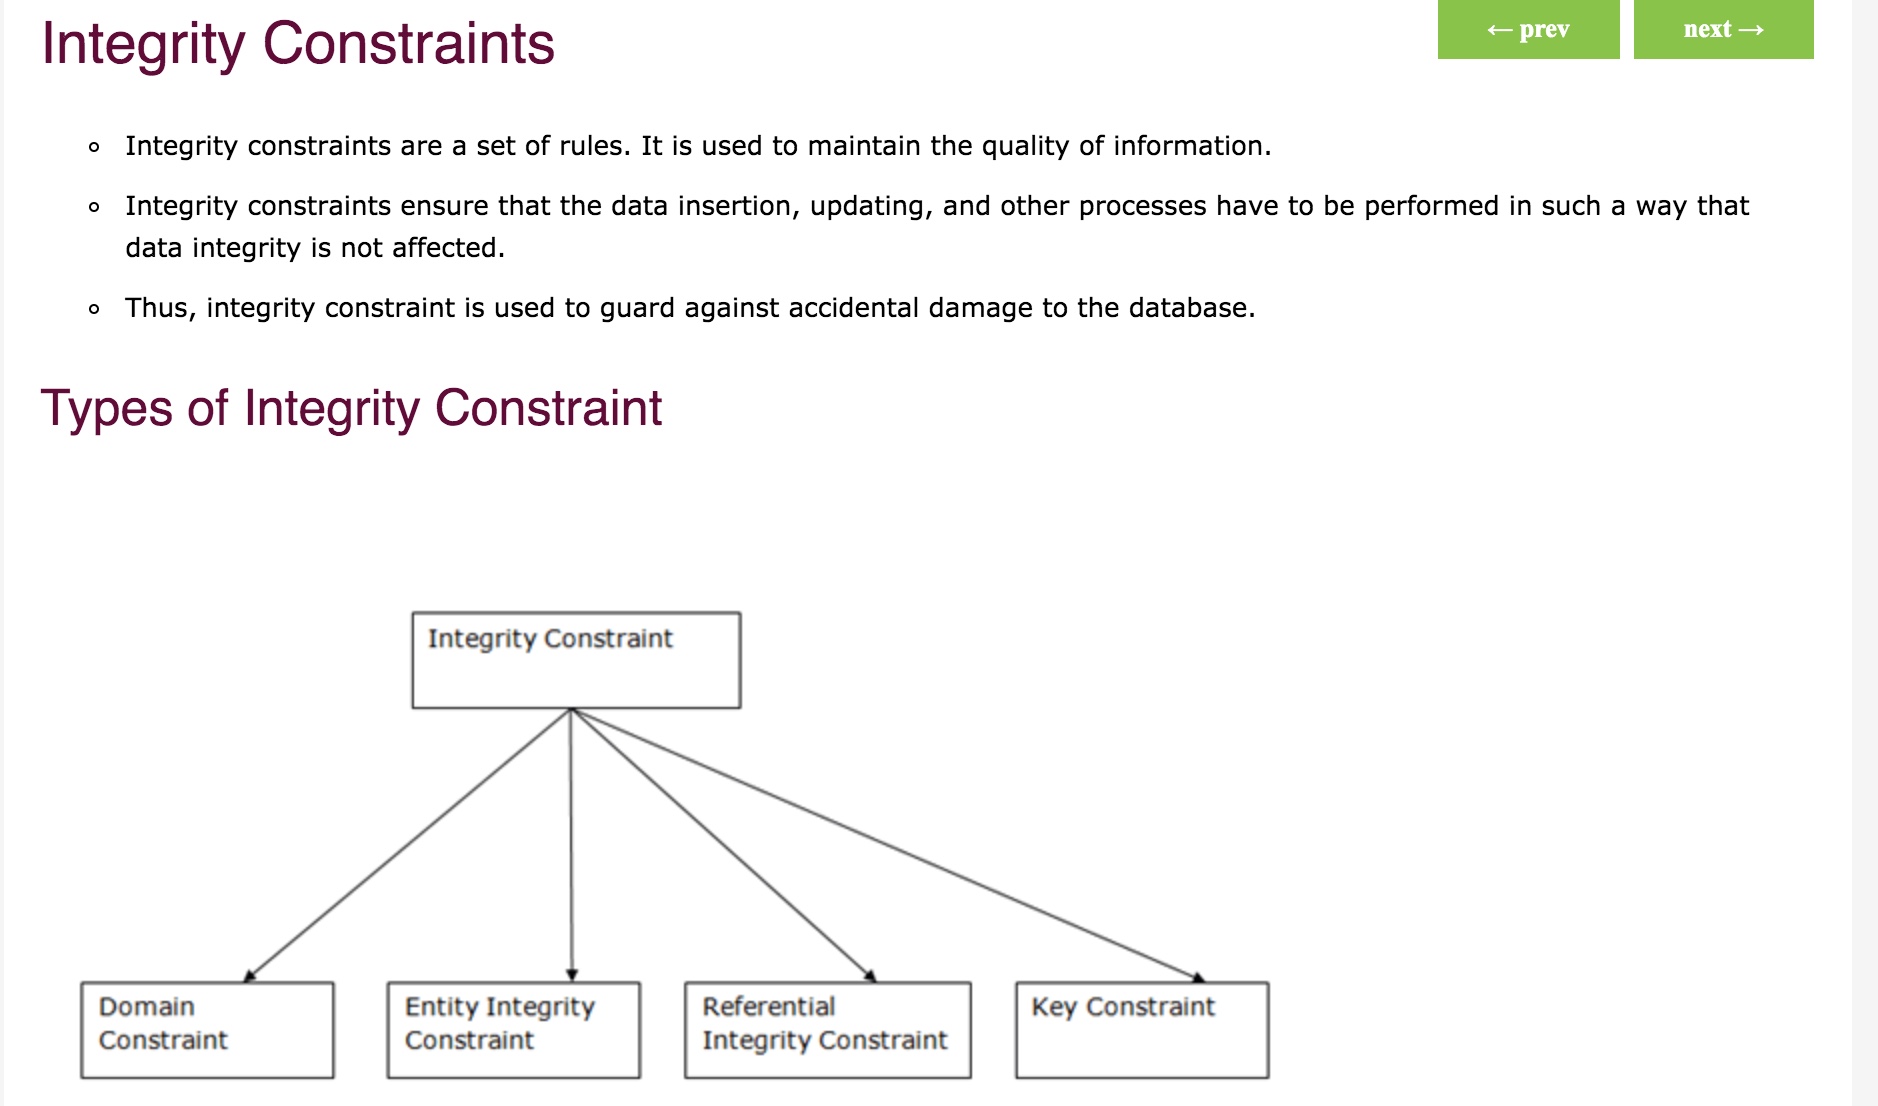 Integrity Constraints
← prev
next →
Integrity constraints are a set of rules. It is used to maintain the quality of information.
Integrity constraints ensure that the data insertion, updating, and other processes have to be performed in such a way that
data integrity is not affected.
Thus, integrity constraint is used to guard against accidental damage to the database.
Types of Integrity Constraint
Integrity Constraint
Domain
Constraint
Entity Integrity
Constraint
Referential
Integrity Constraint
Key Constraint